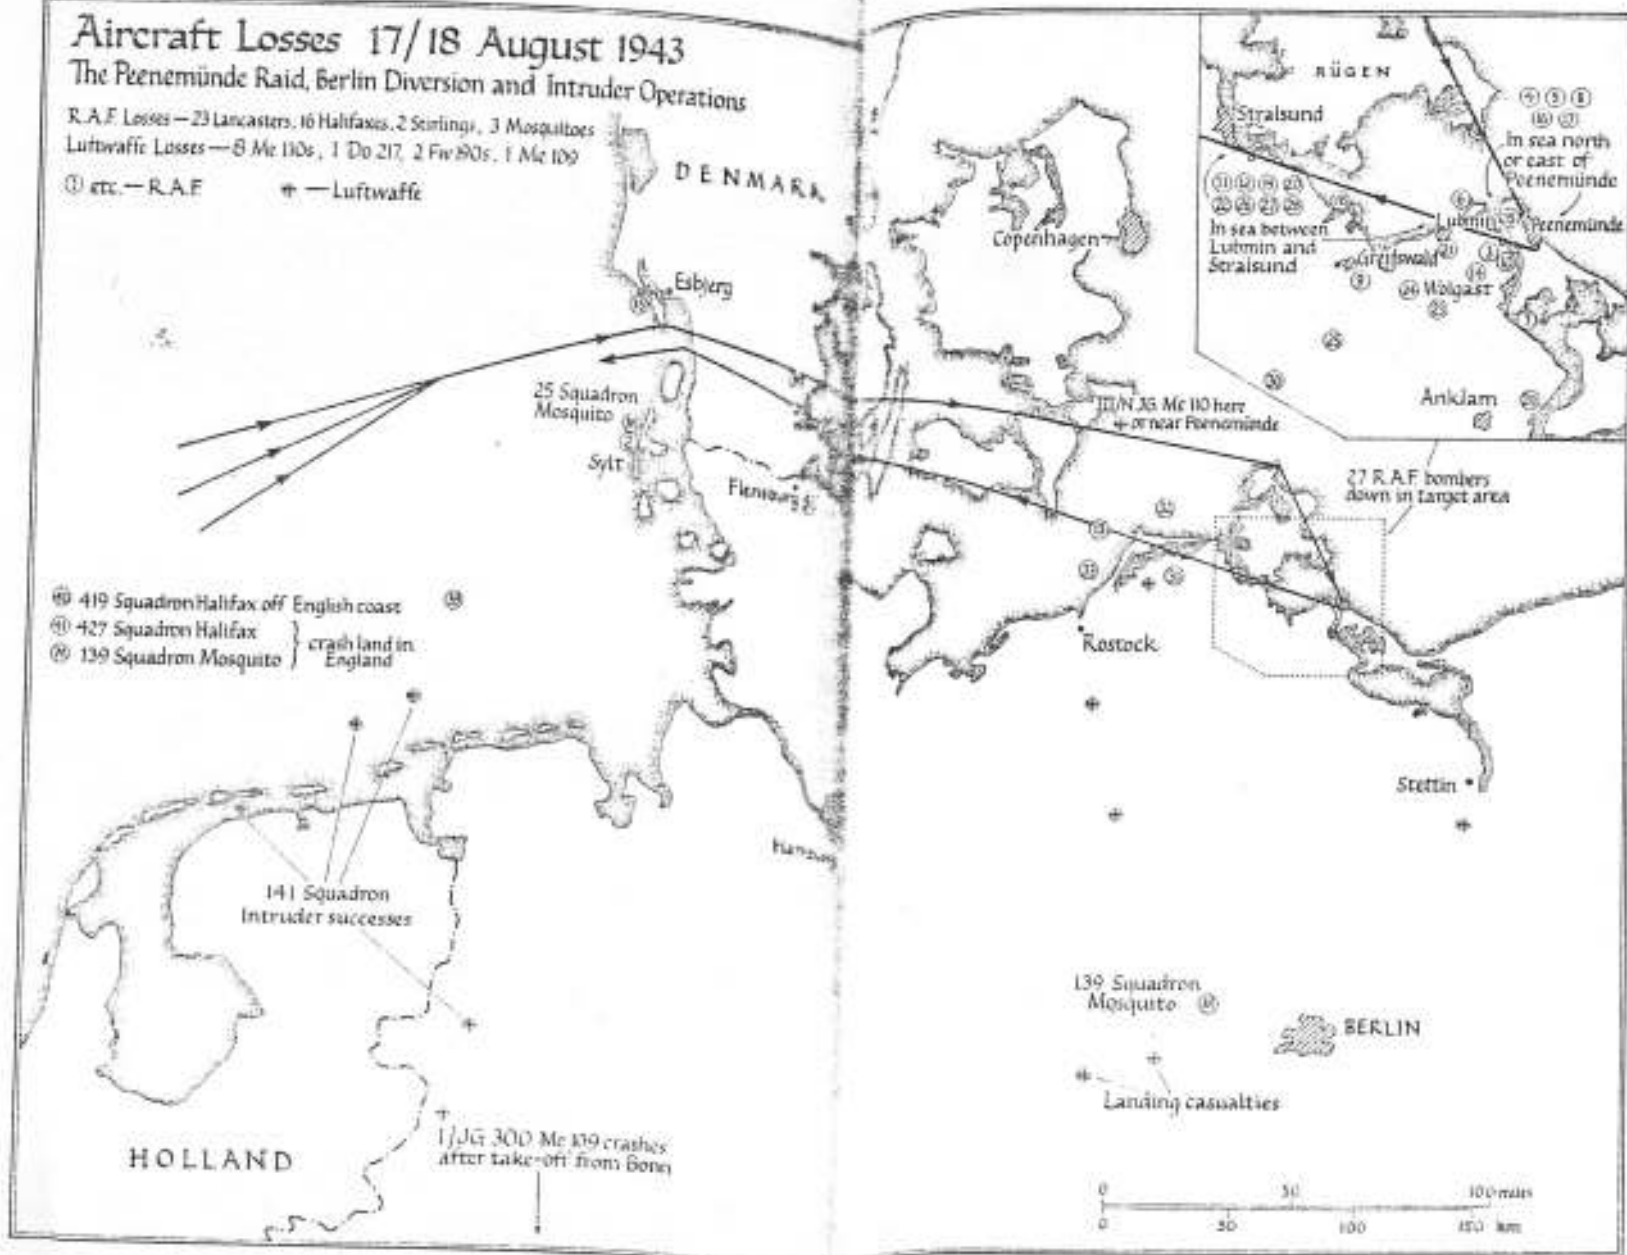 Aircraft Losses 17/18 August 1943
The Peenemünde Raid, Berlin Diversion and Intruder Operations
R.A.F. Losses — 23 Lancasters, 16 Halifaxes, 2 Stirlings, 3 Mosquitoes
Luftwaffe Losses — 8 Me 110s, 1 Do 217, 2 Fw 190s, 1 Me 109
① etc. — R.A.F.
— Luftwaffe
DENMARK
Copenhagen
Esbjerg
25 Squadron
Mosquito
Sylt
Flensburg
RÜGEN
Stralsund
In sea north
or east of
Peenemünde
In sea between
Lubmin and
Stralsund
Lubmin
Peenemünde
Greifswald
Wolgast
Anklam
III/NJG. Me 110 here
or near Peenemünde
27 R.A.F. bombers
down in target area
419 Squadron Halifax off English coast
427 Squadron Halifax
139 Squadron Mosquito
crash land in
England
Rostock
Stettin
Hamburg
141 Squadron
Intruder successes
139 Squadron
Mosquito
BERLIN
Landing casualties
HOLLAND
1/JG 300 Me 109 crashes
after take-off from Bonn
0 50 100 miles
0 50 100 150 km